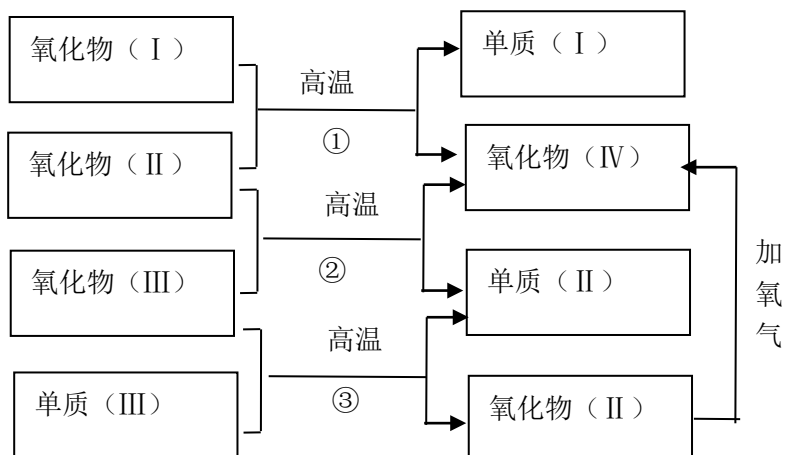 氧化物（Ⅰ）
单质（Ⅰ）
高温
①
氧化物（Ⅱ）
氧化物（Ⅳ）
高温
②
氧化物（Ⅲ）
单质（Ⅱ）
加氧气
高温
③
单质（Ⅲ）
氧化物（Ⅱ）